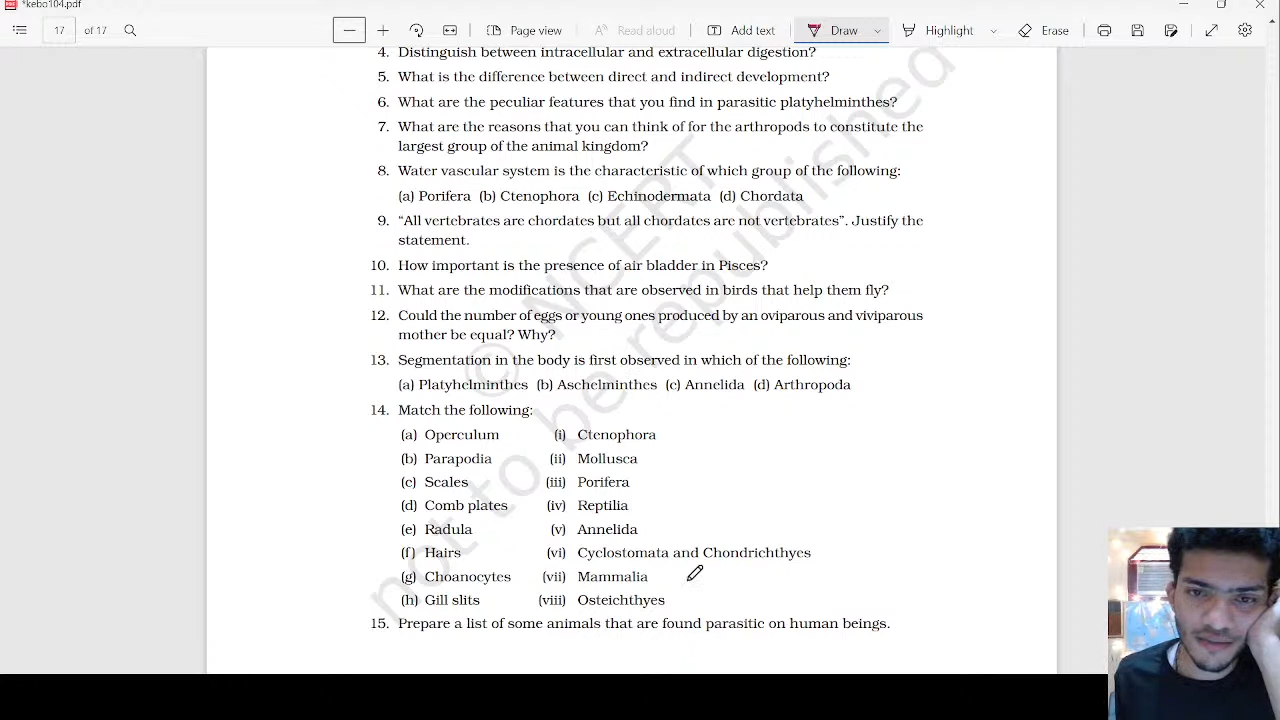 *kebo104.pdf
17 of 17 Page view Read aloud Add text Draw Highlight Erase
4. Distinguish between intracellular and extracellular digestion?
5. What is the difference between direct and indirect development?
6. What are the peculiar features that you find in parasitic platyhelminthes?
7. What are the reasons that you can think of for the arthropods to constitute the
largest group of the animal kingdom?
8. Water vascular system is the characteristic of which group of the following:
(a) Porifera (b) Ctenophora (c) Echinodermata (d) Chordata
9. “All vertebrates are chordates but all chordates are not vertebrates”. Justify the
statement.
10. How important is the presence of air bladder in Pisces?
11. What are the modifications that are observed in birds that help them fly?
12. Could the number of eggs or young ones produced by an oviparous and viviparous
mother be equal? Why?
13. Segmentation in the body is first observed in which of the following:
(a) Platyhelminthes (b) Aschelminthes (c) Annelida (d) Arthropoda
14. Match the following:
(a) Operculum (i) Ctenophora
(b) Parapodia (ii) Mollusca
(c) Scales (iii) Porifera
(d) Comb plates (iv) Reptilia
(e) Radula (v) Annelida
(f) Hairs (vi) Cyclostomata and Chondrichthyes
(g) Choanocytes (vii) Mammalia
(h) Gill slits (viii) Osteichthyes
15. Prepare a list of some animals that are found parasitic on human beings.
© NCERT
not to be republished